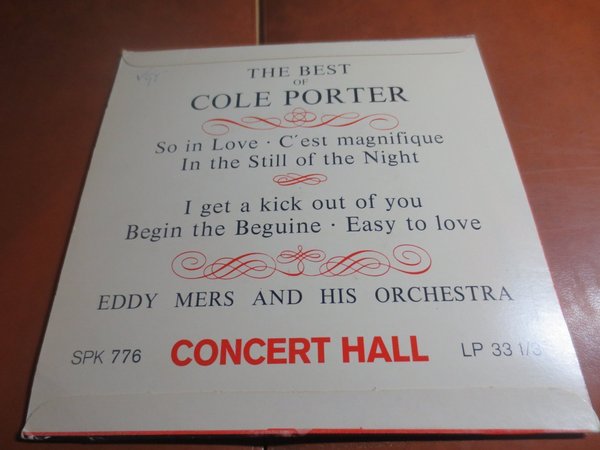 THE BEST
OF
COLE PORTER
So in Love · C'est magnifique
In the Still of the Night
I get a kick out of you
Begin the Beguine · Easy to love
EDDY MERS AND HIS ORCHESTRA
SPK 776 CONCERT HALL LP 33 1/3